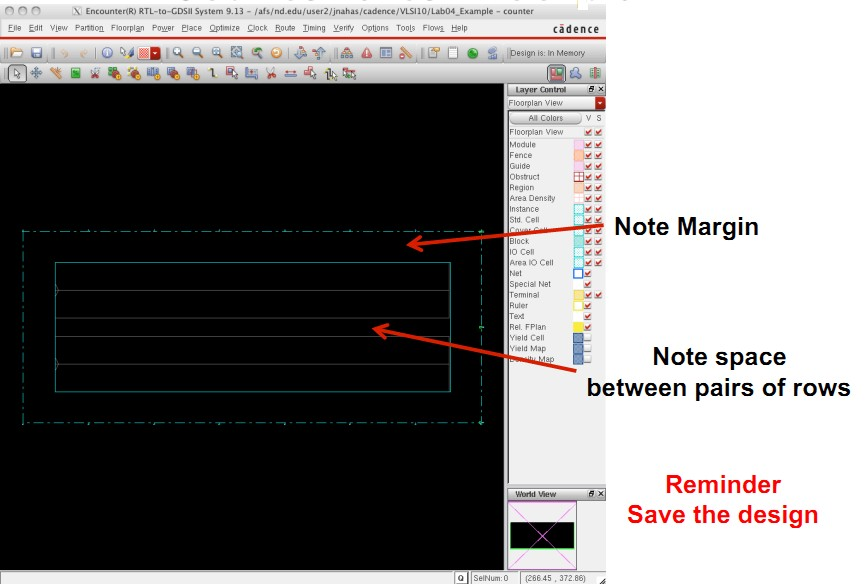 Encounter(R) RTL-to-GDSII System 9.13 - /afs/nd.edu/user2/jnahas/cadence/VLSI10/Lab04_Example - counter
File Edit View Partition Floorplan Power Place Optimize Clock Route Timing Verify Options Tools Flows Help
cādence
Design is: In Memory
Layer Control
Floorplan View
All Colors V S
Floorplan View
Module
Fence
Guide
Obstruct
Region
Area Density
Instance
Std. Cell
Cover Cell
Block
IO Cell
Area IO Cell
Net
Special Net
Terminal
Ruler
Text
Rel. FPlan
Yield Cell
Yield Map
Density Map
Note Margin
Note space
between pairs of rows
World View
Reminder
Save the design
Q SelNum: 0 (266.45 , 372.86)